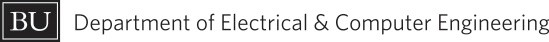 BU Department of Electrical & Computer Engineering